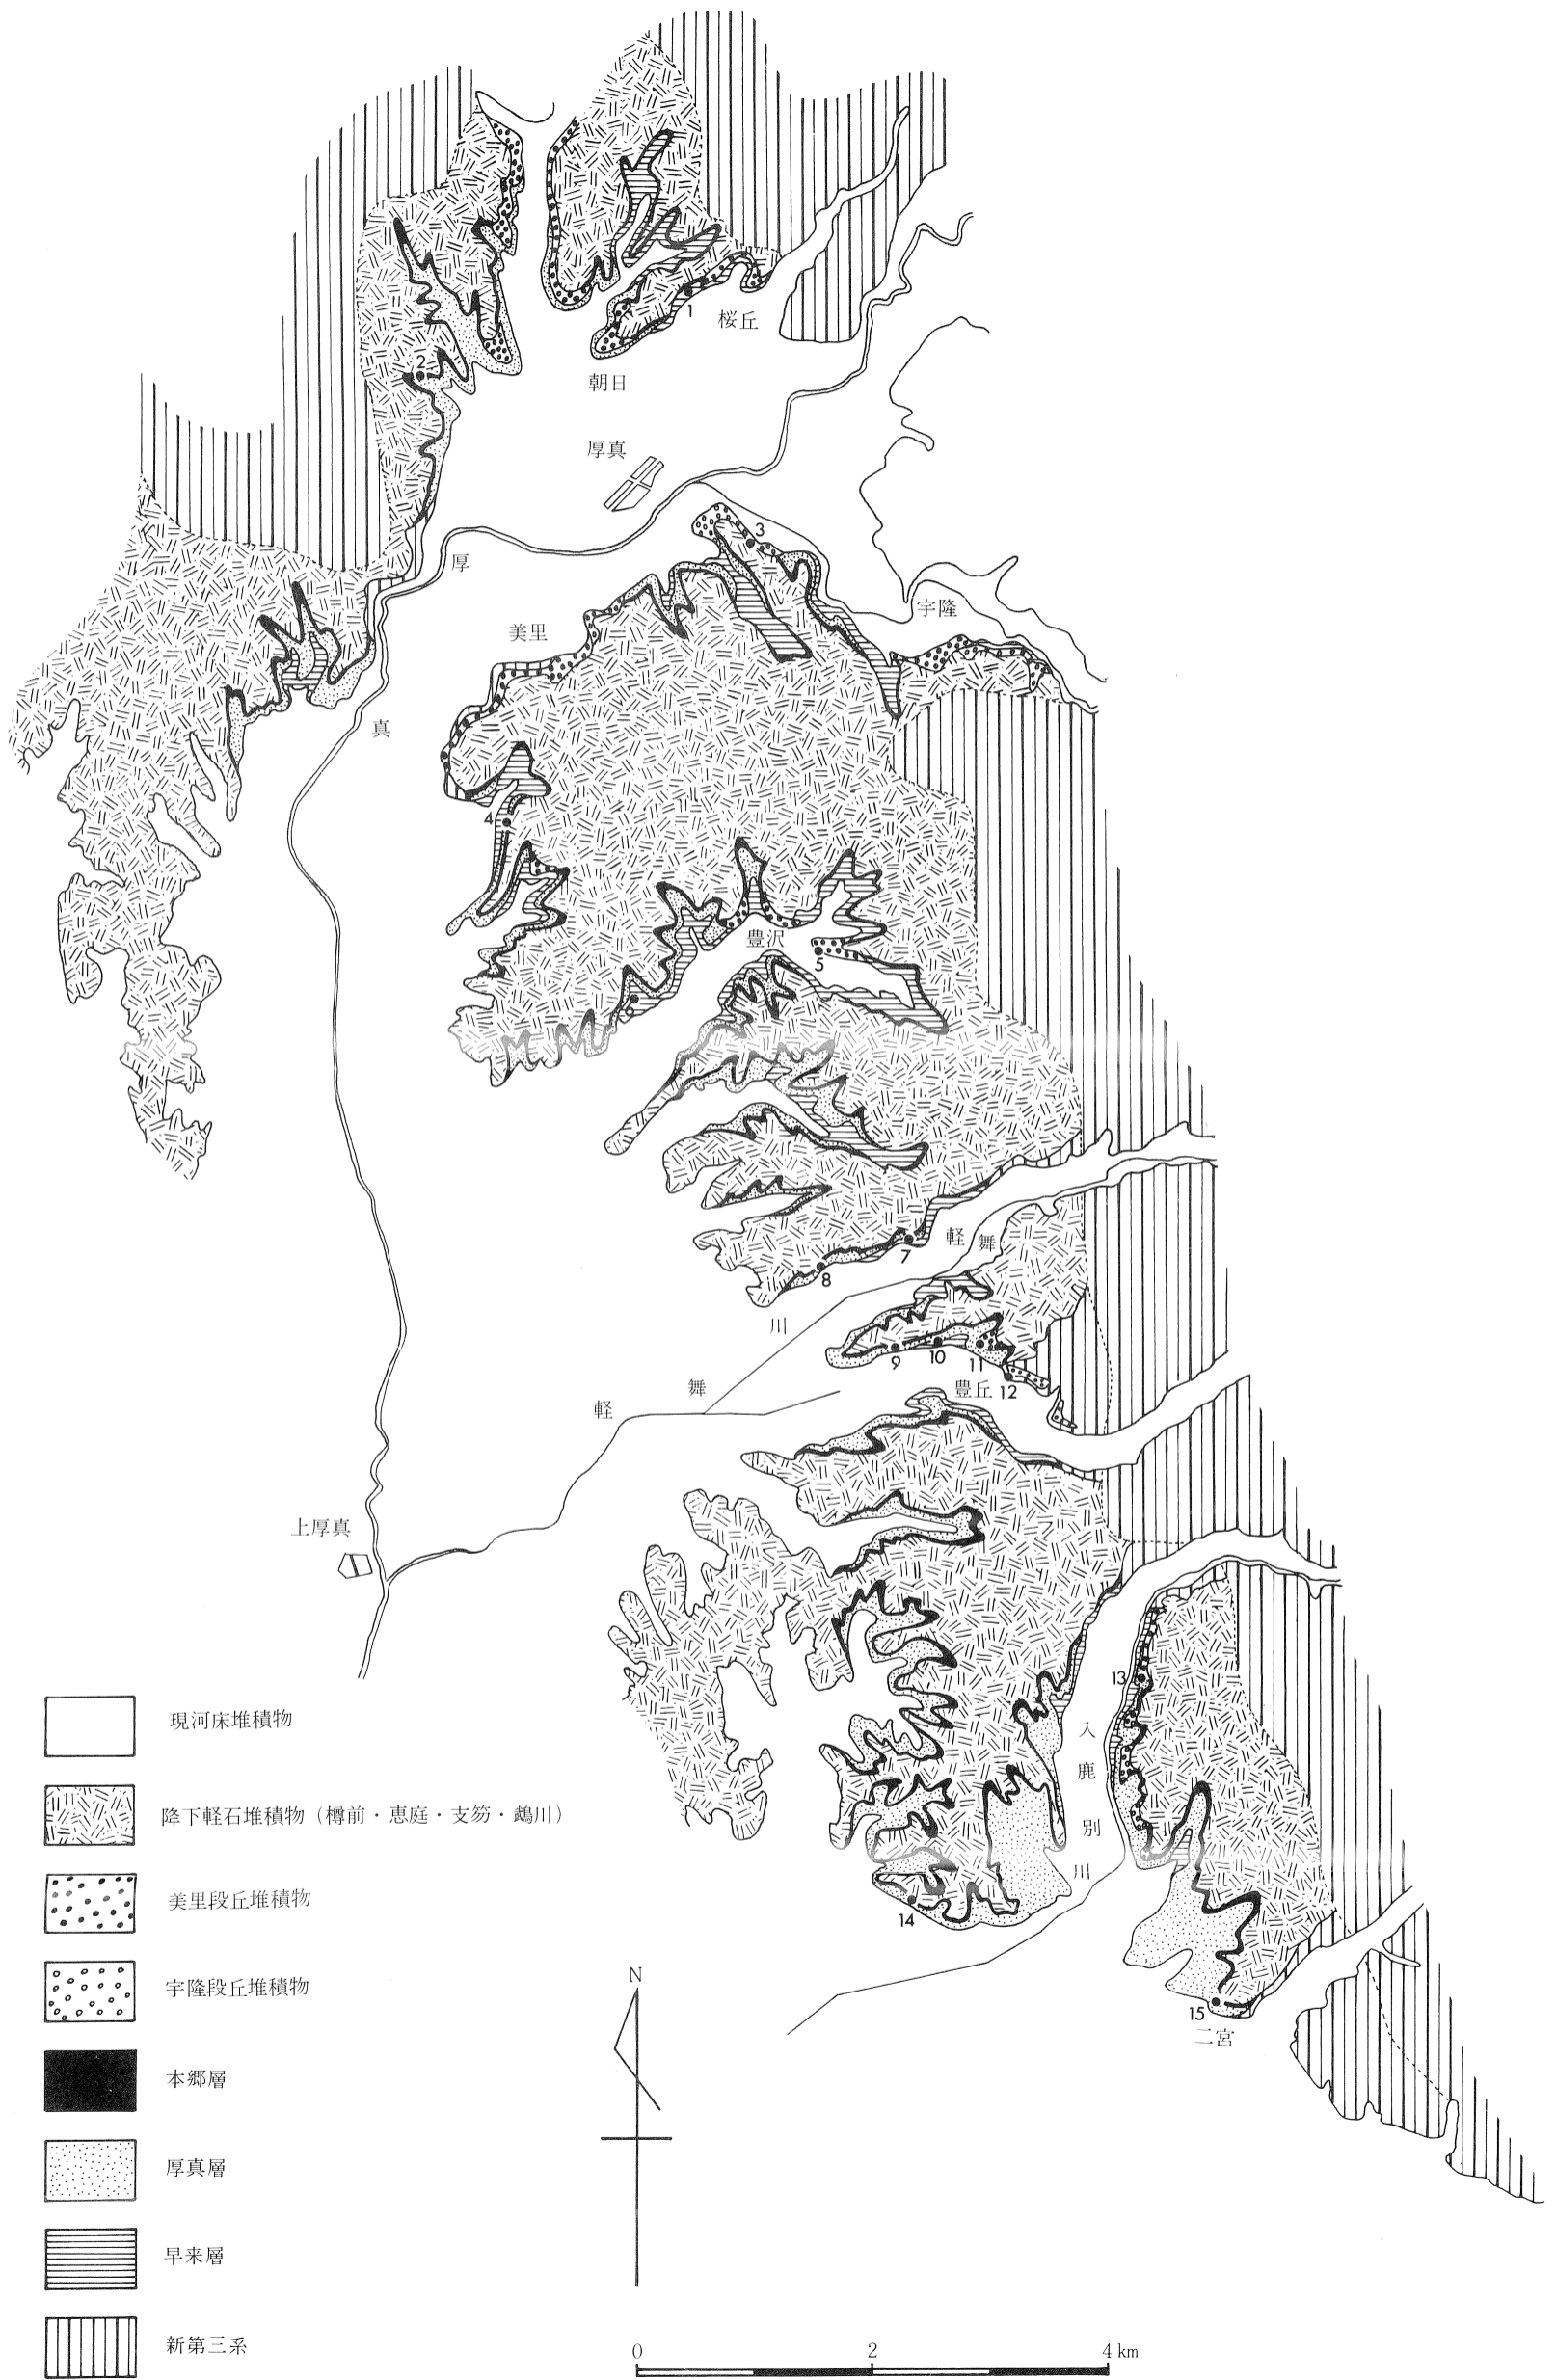 1
桜丘
2
朝日
厚真
3
厚
宇隆
美里
真
4
豊沢
5
6
軽
舞
7
8
川
9
10
11
豊丘
12
舞
軽
上厚真
13
入
鹿
別
川
14
15
二宮
現河床堆積物
降下軽石堆積物(樽前・恵庭・支笏・鵡川)
美里段丘堆積物
宇隆段丘堆積物
本郷層
厚真層
早来層
新第三系
N
0 2 4 km